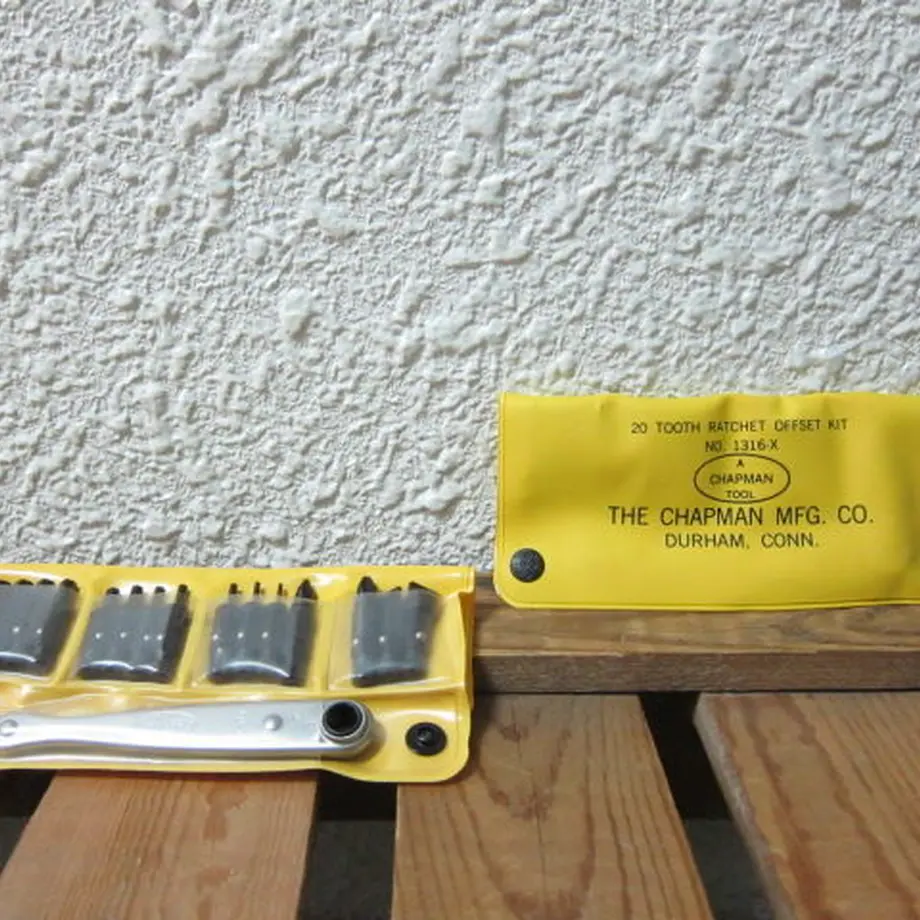 20 TOOTH RATCHET OFFSET KIT
NO. 1316-X
A
CHAPMAN
TOOL
THE CHAPMAN MFG. CO.
DURHAM, CONN.